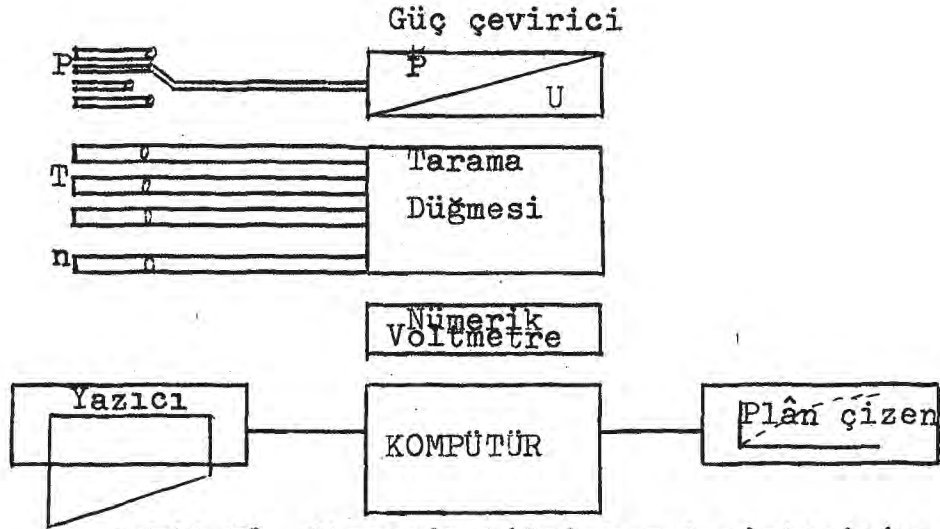 Güç çevirici
P
P
U
T
Tarama
Düğmesi
n
Nümerik
Voltmetre
Yazıcı
KOMPÜTÜR
Plân çizen